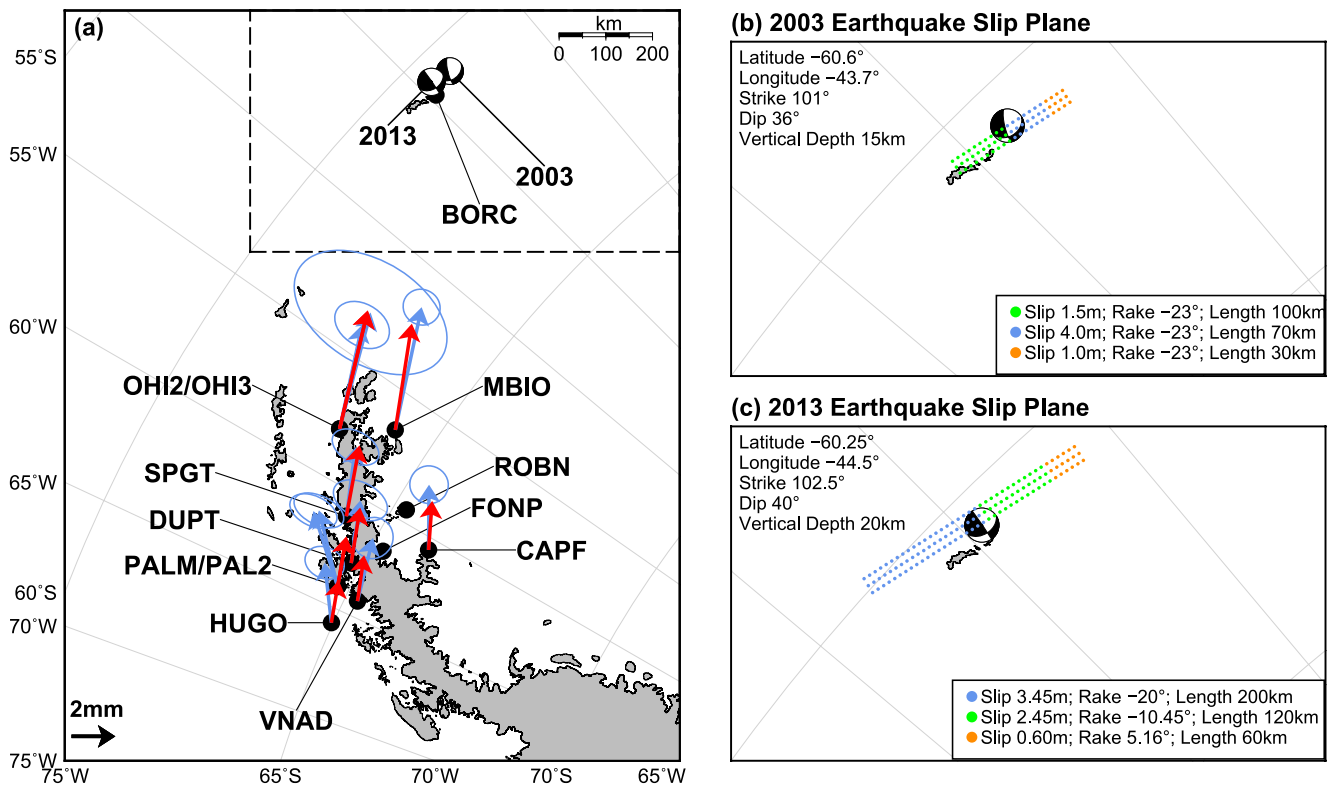 (a)
km
0 100 200
55˚S
55˚W
60˚W
65˚W
60˚S
70˚W
75˚S
75˚W
65˚S
70˚W
70˚S
65˚W
2013
2003
BORC
OHI2/OHI3
MBIO
SPGT
ROBN
DUPT
FONP
PALM/PAL2
CAPF
HUGO
VNAD
2mm
(b) 2003 Earthquake Slip Plane
Latitude −60.6°
Longitude −43.7°
Strike 101°
Dip 36°
Vertical Depth 15km
Slip 1.5m; Rake −23°; Length 100km
Slip 4.0m; Rake −23°; Length 70km
Slip 1.0m; Rake −23°; Length 30km
(c) 2013 Earthquake Slip Plane
Latitude −60.25°
Longitude −44.5°
Strike 102.5°
Dip 40°
Vertical Depth 20km
Slip 3.45m; Rake −20°; Length 200km
Slip 2.45m; Rake −10.45°; Length 120km
Slip 0.60m; Rake 5.16°; Length 60km